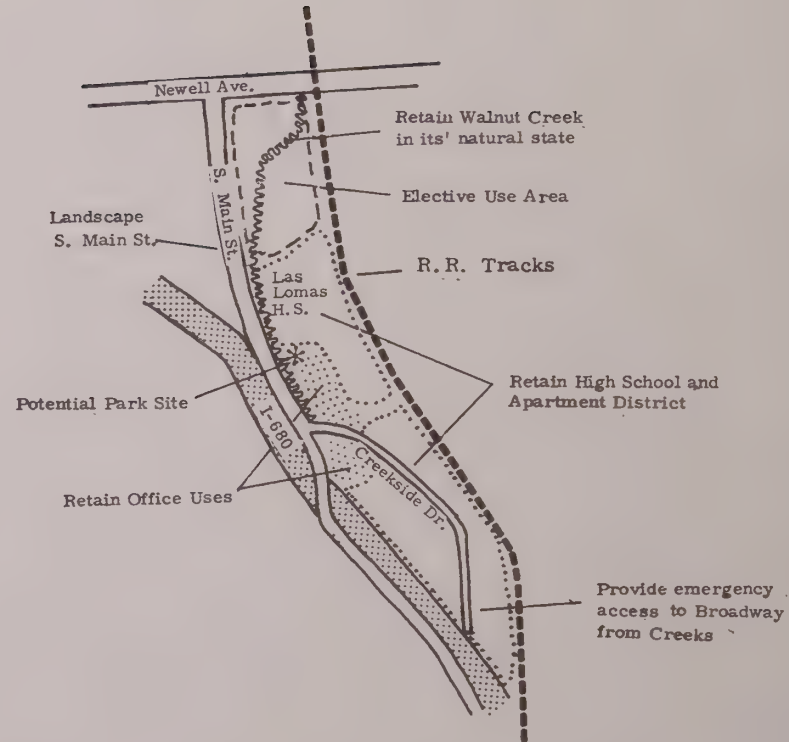 Newell Ave.
Retain Walnut Creek
in its' natural state
S. Main St.
Elective Use Area
Landscape
S. Main St.
R. R. Tracks
Las
Lomas
H.S.
Retain High School and
Apartment District
Potential Park Site
I-680
Creekside Dr.
Retain Office Uses
Provide emergency
access to Broadway
from Creeks